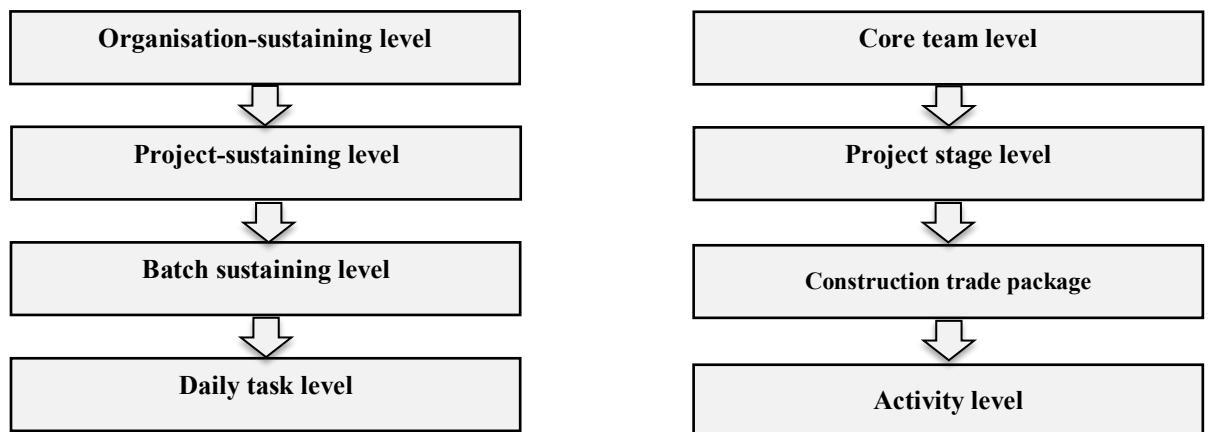 Organisation-sustaining level
Project-sustaining level
Batch sustaining level
Daily task level
Core team level
Project stage level
Construction trade package
Activity level